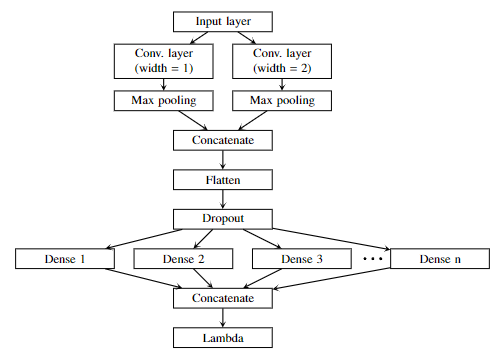 Input layer
Conv. layer
(width = 1)
Conv. layer
(width = 2)
Max pooling
Max pooling
Concatenate
Flatten
Dropout
Dense 1
Dense 2
Dense 3
• • •
Dense n
Concatenate
Lambda